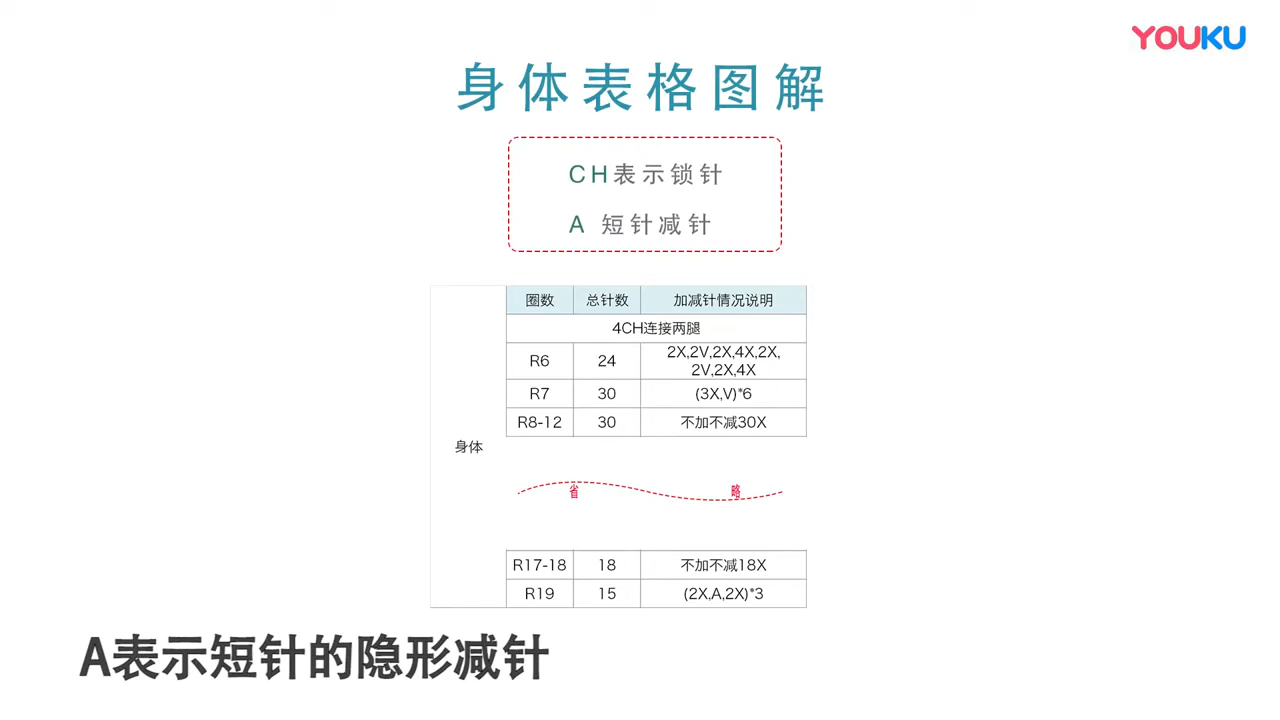 YOUKU
身体表格图解
CH表示锁针
A 短针减针
圈数 总针数 加减针情况说明
4CH连接两腿
R6 24 2X,2V,2X,4X,2X,
2V,2X,4X
R7 30 (3X,V)*6
R8-12 30 不加不减30X
身体
省 略
R17-18 18 不加不减18X
R19 15 (2X,A,2X)*3
A表示短针的隐形减针